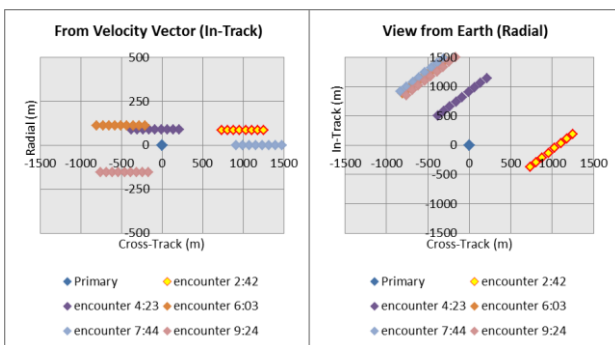 From Velocity Vector (In-Track)
500
250
0
-1500 -1000 -500 0 500 1000 1500
-250
-500
Radial (m)
Cross-Track (m)
Primary encounter 2:42
encounter 4:23 encounter 6:03
encounter 7:44 encounter 9:24
View from Earth (Radial)
1500
1000
500
0
-1500 -1000 -500 0 500 1000 1500
-500
-1000
-1500
In-Track (m)
Cross-Track (m)
Primary encounter 2:42
encounter 4:23 encounter 6:03
encounter 7:44 encounter 9:24